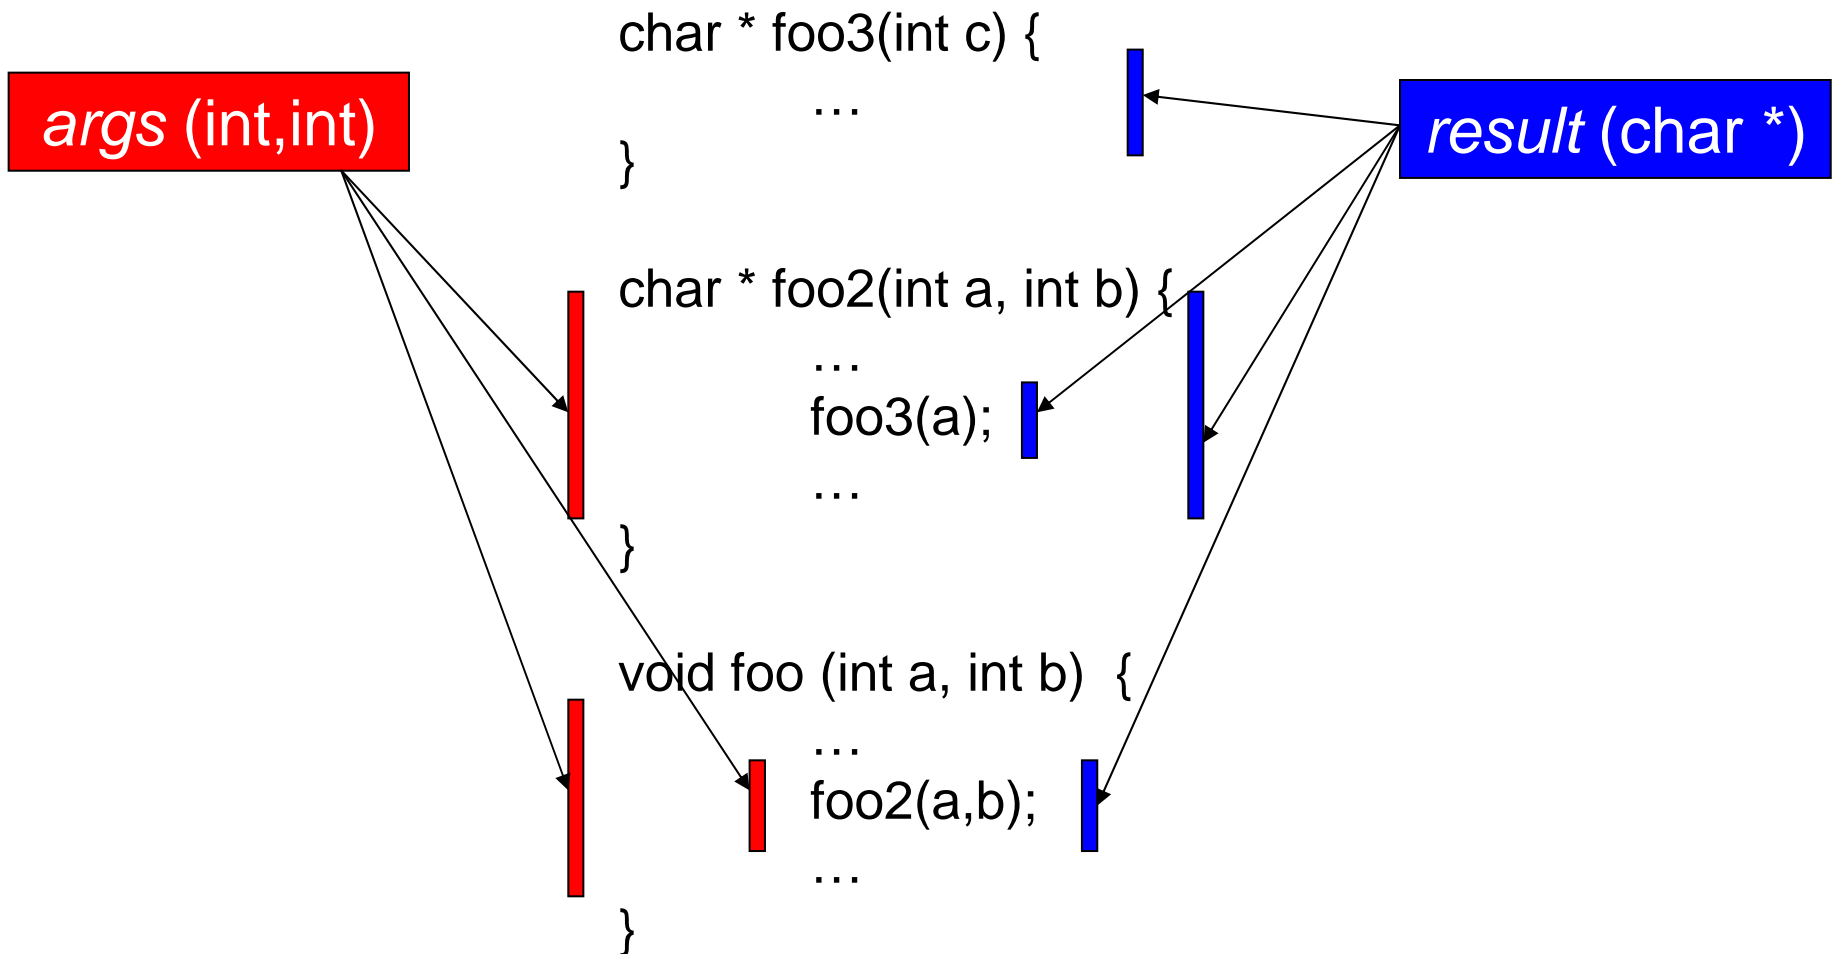 args (int,int)
result (char *)
char * foo3(int c) {
…
}
char * foo2(int a, int b) {
…
foo3(a);
…
}
void foo (int a, int b) {
…
foo2(a,b);
…
}